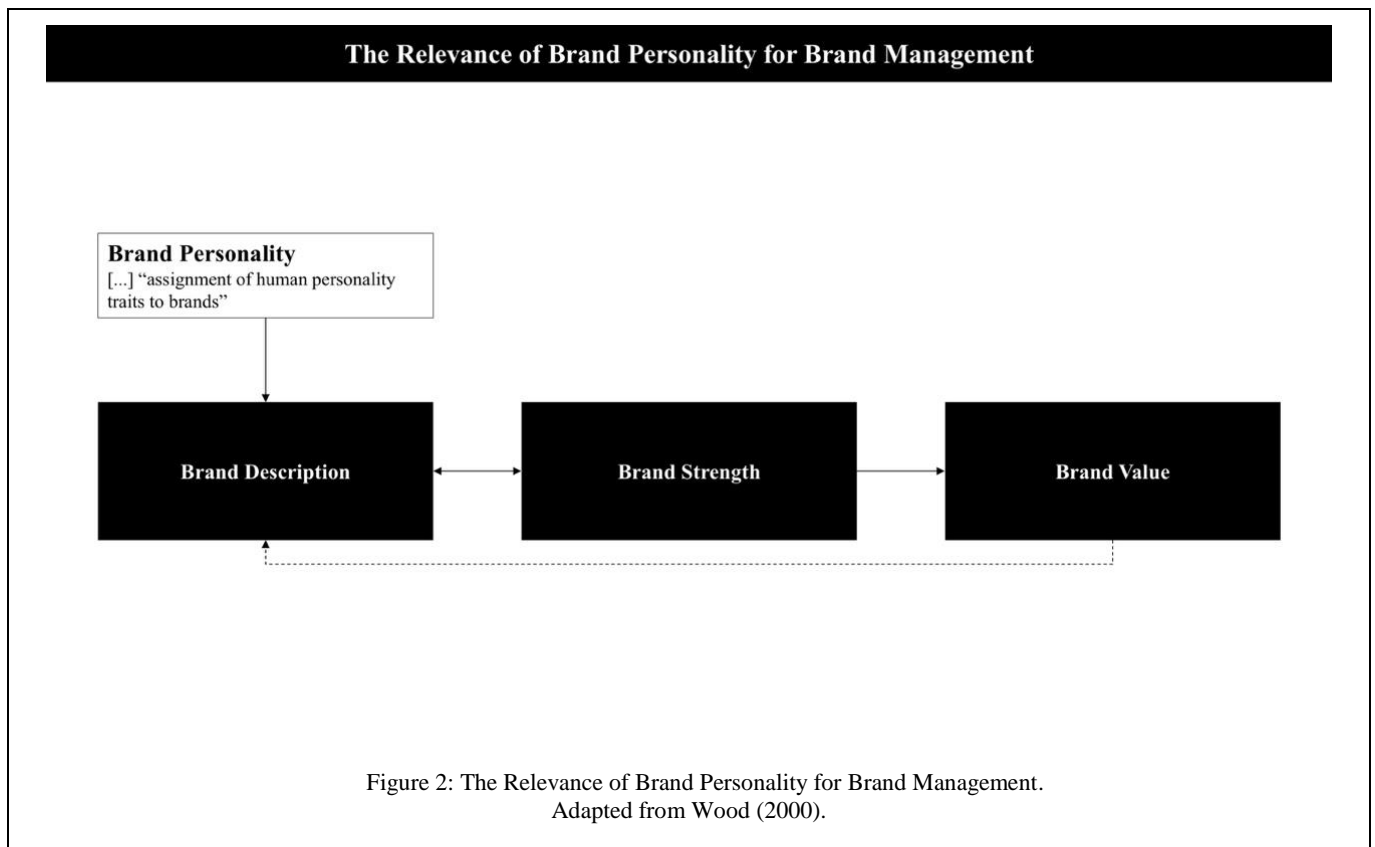 The Relevance of Brand Personality for Brand Management
Brand Personality
[...] “assignment of human personality
traits to brands”
Brand Description
Brand Strength
Brand Value
Figure 2: The Relevance of Brand Personality for Brand Management.
Adapted from Wood (2000).